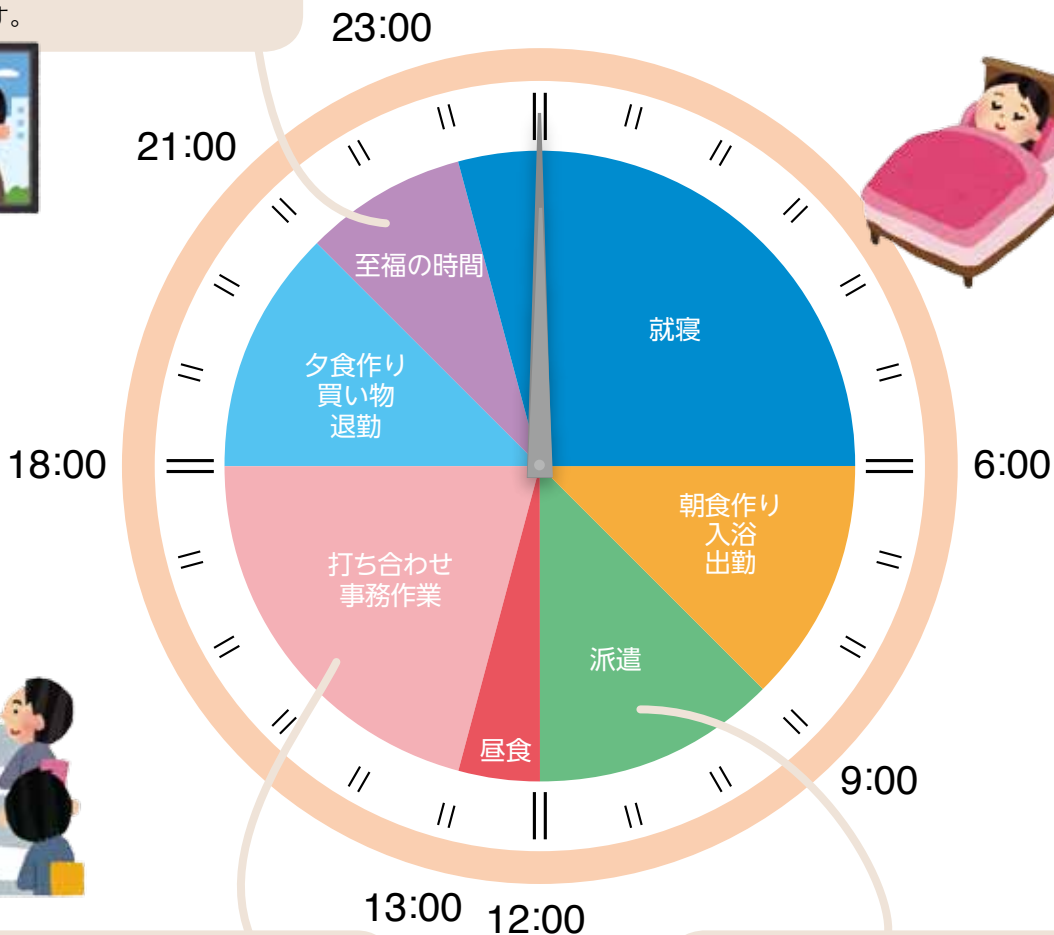 す。
23:00
21:00
至福の時間
就寝
夕食作り
買い物
退勤
18:00
6:00
朝食作り
入浴
出勤
打ち合わせ
事務作業
派遣
昼食
9:00
13:00
12:00